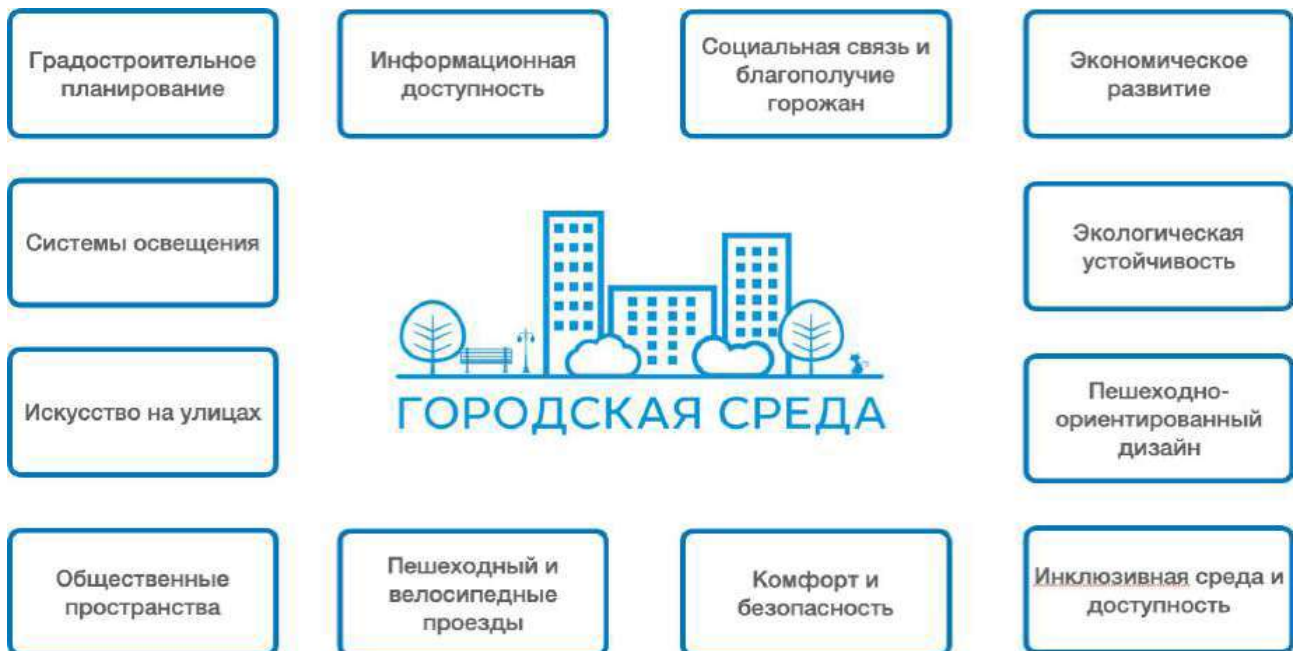 Градостроительное
планирование
Информационная
доступность
Социальная связь и
благополучие
горожан
Экономическое
развитие
Системы освещения
Экологическая
устойчивость
Искусство на улицах
ГОРОДСКАЯ СРЕДА
Пешеходно-
ориентированный
дизайн
Общественные
пространства
Пешеходный и
велосипедные
проезды
Комфорт и
безопасность
Инклюзивная среда и
доступность